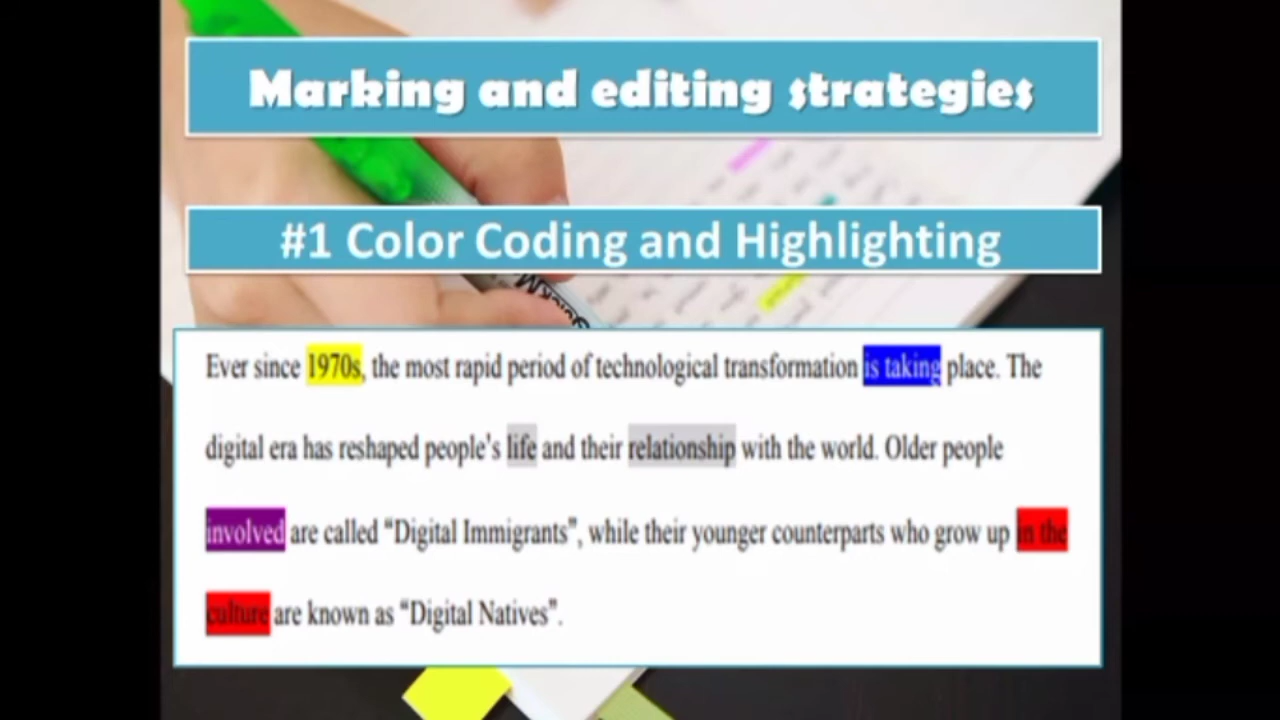 Marking and editing strategies
#1 Color Coding and Highlighting
Ever since 1970s, the most rapid period of technological transformation is taking place. The
digital era has reshaped people's life and their relationship with the world. Older people
involved are called “Digital Immigrants”, while their younger counterparts who grow up in the
culture are known as “Digital Natives”.